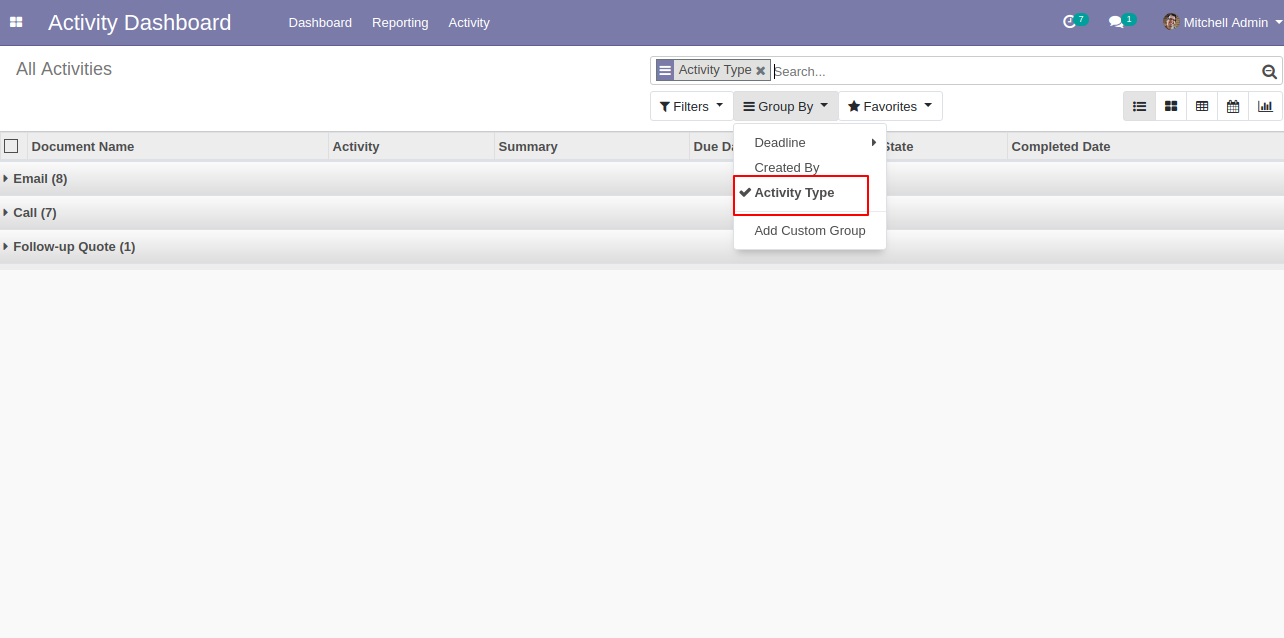 Activity Dashboard Dashboard Reporting Activity 7 1 Mitchell Admin
All Activities
Activity Type Search...
Filters Group By Favorites
Document Name Activity Summary Due Da State Completed Date
Deadline
Created By
Activity Type
Add Custom Group
Email (8)
Call (7)
Follow-up Quote (1)